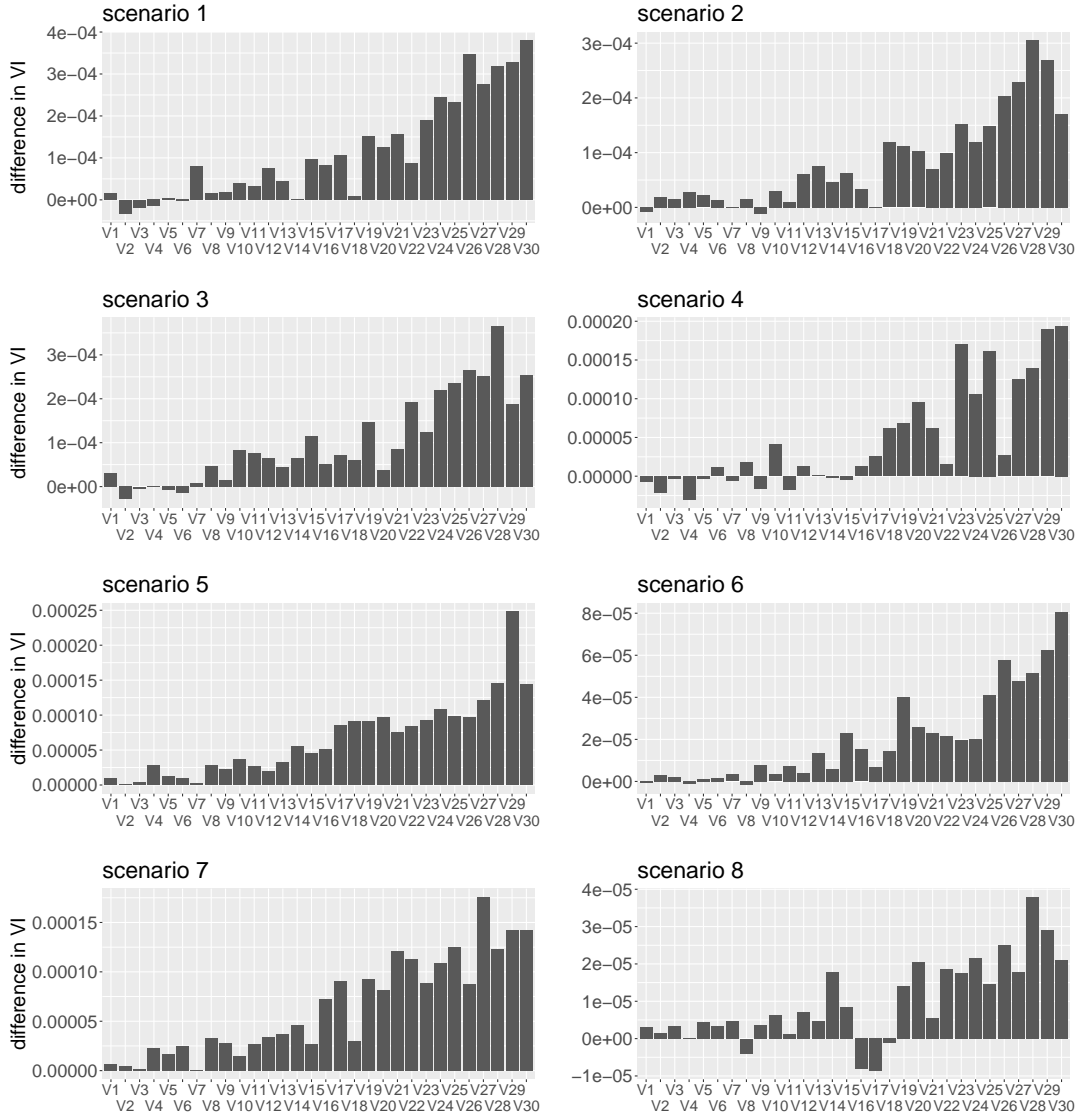 scenario 1
difference in VI
4e−04
3e−04
2e−04
1e−04
0e+00
V1 V3 V5 V7 V9 V11 V13 V15 V17 V19 V21 V23 V25 V27 V29
V2 V4 V6 V8 V10 V12 V14 V16 V18 V20 V22 V24 V26 V28 V30
scenario 2
3e−04
2e−04
1e−04
0e+00
V1 V3 V5 V7 V9 V11 V13 V15 V17 V19 V21 V23 V25 V27 V29
V2 V4 V6 V8 V10 V12 V14 V16 V18 V20 V22 V24 V26 V28 V30
scenario 3
difference in VI
3e−04
2e−04
1e−04
0e+00
V1 V3 V5 V7 V9 V11 V13 V15 V17 V19 V21 V23 V25 V27 V29
V2 V4 V6 V8 V10 V12 V14 V16 V18 V20 V22 V24 V26 V28 V30
scenario 4
0.00020
0.00015
0.00010
0.00005
0.00000
V1 V3 V5 V7 V9 V11 V13 V15 V17 V19 V21 V23 V25 V27 V29
V2 V4 V6 V8 V10 V12 V14 V16 V18 V20 V22 V24 V26 V28 V30
scenario 5
difference in VI
0.00025
0.00020
0.00015
0.00010
0.00005
0.00000
V1 V3 V5 V7 V9 V11 V13 V15 V17 V19 V21 V23 V25 V27 V29
V2 V4 V6 V8 V10 V12 V14 V16 V18 V20 V22 V24 V26 V28 V30
scenario 6
8e−05
6e−05
4e−05
2e−05
0e+00
V1 V3 V5 V7 V9 V11 V13 V15 V17 V19 V21 V23 V25 V27 V29
V2 V4 V6 V8 V10 V12 V14 V16 V18 V20 V22 V24 V26 V28 V30
scenario 7
difference in VI
0.00015
0.00010
0.00005
0.00000
V1 V3 V5 V7 V9 V11 V13 V15 V17 V19 V21 V23 V25 V27 V29
V2 V4 V6 V8 V10 V12 V14 V16 V18 V20 V22 V24 V26 V28 V30
scenario 8
4e−05
3e−05
2e−05
1e−05
0e+00
−1e−05
V1 V3 V5 V7 V9 V11 V13 V15 V17 V19 V21 V23 V25 V27 V29
V2 V4 V6 V8 V10 V12 V14 V16 V18 V20 V22 V24 V26 V28 V30